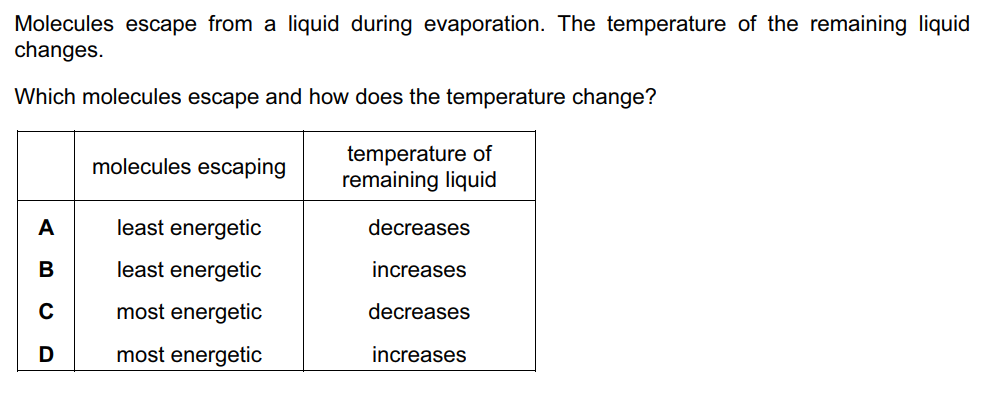 Molecules escape from a liquid during evaporation. The temperature of the remaining liquid
changes.
Which molecules escape and how does the temperature change?
molecules escaping
temperature of
remaining liquid
A least energetic decreases
B least energetic increases
C most energetic decreases
D most energetic increases